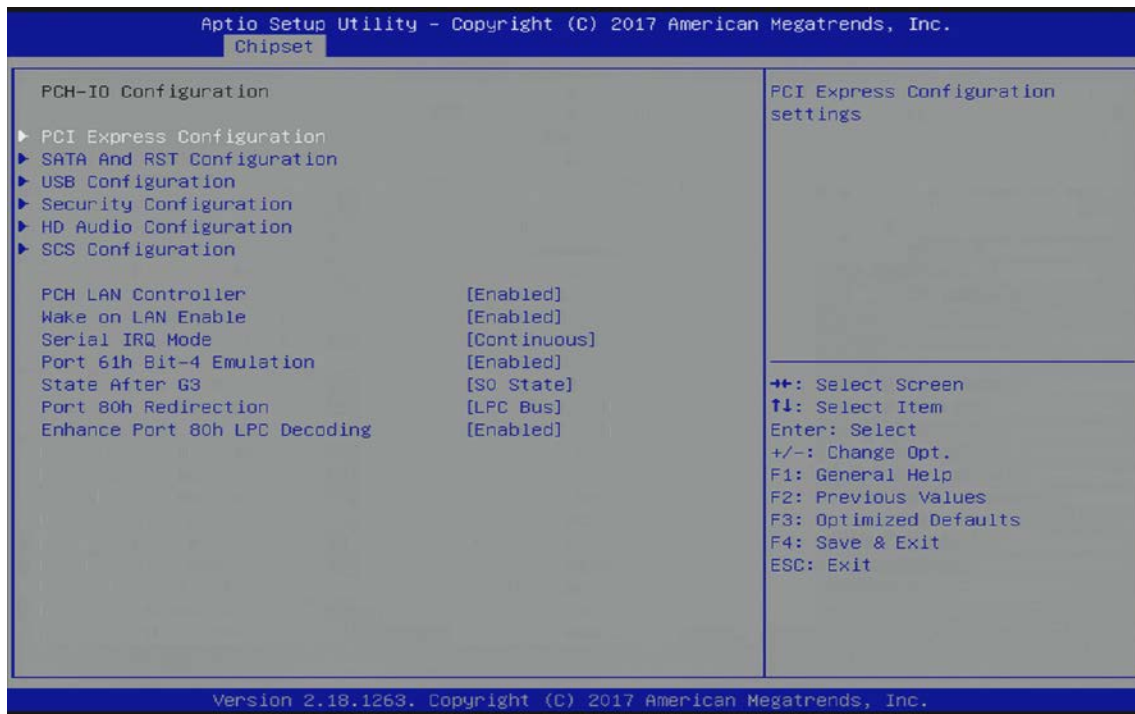 Aptio Setup Utility – Copyright (C) 2017 American Megatrends, Inc.
Chipset
PCH-IO Configuration
PCI Express Configuration
SATA And RST Configuration
USB Configuration
Security Configuration
HD Audio Configuration
SCS Configuration
PCH LAN Controller [Enabled]
Wake on LAN Enable [Enabled]
Serial IRQ Mode [Continuous]
Port 61h Bit-4 Emulation [Enabled]
State After G3 [S0 State]
Port 80h Redirection [LPC Bus]
Enhance Port 80h LPC Decoding [Enabled]
PCI Express Configuration
settings
→←: Select Screen
↑↓: Select Item
Enter: Select
+/-: Change Opt.
F1: General Help
F2: Previous Values
F3: Optimized Defaults
F4: Save & Exit
ESC: Exit
Version 2.18.1263. Copyright (C) 2017 American Megatrends, Inc.